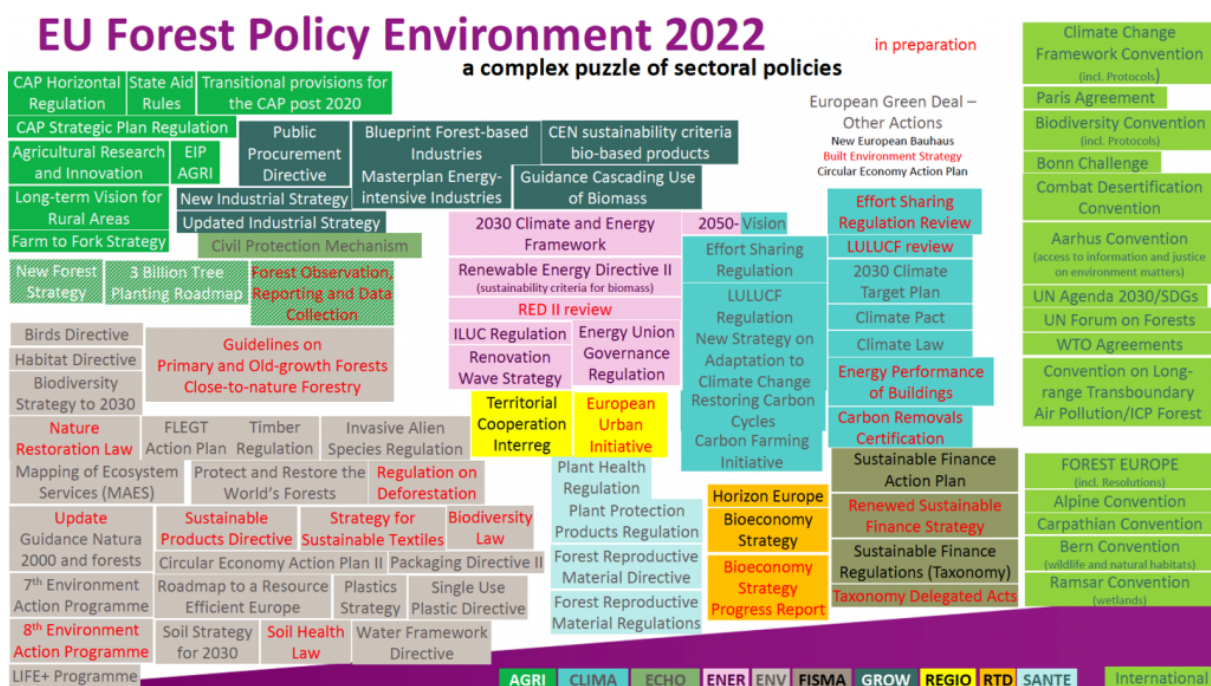 EU Forest Policy Environment 2022
a complex puzzle of sectoral policies
in preparation
CAP Horizontal
Regulation
State Aid
Rules
Transitional provisions for
the CAP post 2020
CAP Strategic Plan Regulation
Agricultural Research
and Innovation
EIP
AGRI
Long-term Vision for
Rural Areas
Farm to Fork Strategy
Public
Procurement
Directive
New Industrial Strategy
Updated Industrial Strategy
Blueprint Forest-based
Industries
Masterplan Energy-
intensive Industries
CEN sustainability criteria
bio-based products
Guidance Cascading Use
of Biomass
Civil Protection Mechanism
New Forest
Strategy
3 Billion Tree
Planting Roadmap
Forest Observation,
Reporting and Data
Collection
European Green Deal –
Other Actions
New European Bauhaus
Built Environment Strategy
Circular Economy Action Plan
2030 Climate and Energy
Framework
2050- Vision
Renewable Energy Directive II
(sustainability criteria for biomass)
RED II review
ILUC Regulation
Renovation
Wave Strategy
Energy Union
Governance
Regulation
Territorial
Cooperation
Interreg
European
Urban
Initiative
Effort Sharing
Regulation
LULUCF
Regulation
New Strategy on
Adaptation to
Climate Change
Restoring Carbon
Cycles
Carbon Farming
Initiative
Effort Sharing
Regulation Review
LULUCF review
2030 Climate
Target Plan
Climate Pact
Climate Law
Energy Performance
of Buildings
Carbon Removals
Certification
Birds Directive
Habitat Directive
Biodiversity
Strategy to 2030
Guidelines on
Primary and Old-growth Forests
Close-to-nature Forestry
Nature
Restoration Law
FLEGT
Action Plan
Timber
Regulation
Invasive Alien
Species Regulation
Mapping of Ecosystem
Services (MAES)
Protect and Restore the
World's Forests
Regulation on
Deforestation
Update
Guidance Natura
2000 and forests
Sustainable
Products Directive
Strategy for
Sustainable Textiles
Biodiversity
Law
Circular Economy Action Plan II
Packaging Directive II
7th Environment
Action Programme
Roadmap to a Resource
Efficient Europe
Plastics
Strategy
Single Use
Plastic Directive
8th Environment
Action Programme
Soil Strategy
for 2030
Soil Health
Law
Water Framework
Directive
LIFE+ Programme
Plant Health
Regulation
Plant Protection
Products Regulation
Forest Reproductive
Material Directive
Forest Reproductive
Material Regulations
Horizon Europe
Bioeconomy
Strategy
Bioeconomy
Strategy
Progress Report
Sustainable Finance
Action Plan
Renewed Sustainable
Finance Strategy
Sustainable Finance
Regulations (Taxonomy)
Taxonomy Delegated Acts
Climate Change
Framework Convention
(incl. Protocols)
Paris Agreement
Biodiversity Convention
(incl. Protocols)
Bonn Challenge
Combat Desertification
Convention
Aarhus Convention
(access to information and justice
on environment matters)
UN Agenda 2030/SDGs
UN Forum on Forests
WTO Agreements
Convention on Long-
range Transboundary
Air Pollution/ICP Forest
FOREST EUROPE
(incl. Resolutions)
Alpine Convention
Carpathian Convention
Bern Convention
(wildlife and natural habitats)
Ramsar Convention
(wetlands)
AGRI CLIMA ECHO ENER ENV FISMA GROW REGIO RTD SANTE International